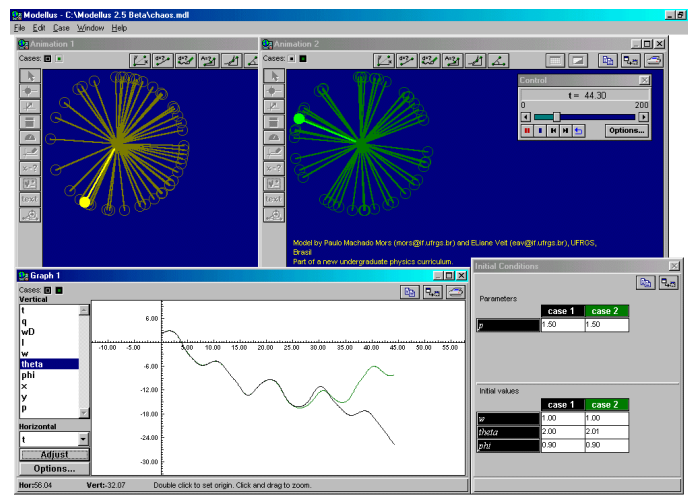 Modellus - C:\Modellus 2.5 Beta\chaos.mdl
File Edit Case Window Help
Animation 1
Cases:
text
Animation 2
Cases:
text
Control
t = 44.30
0 200
Options...
Model by Paulo Machado Mors (mors@if.ufrgs.br) and ELiane Veit (eav@if.ufrgs.br), UFRGS,
Brasil
Part of a new undergraduate physics curriculum.
Graph 1
Cases:
Vertical
t
q
wD
l
w
theta
phi
x
y
p
Horizontal
t
Adjust
Options...
6.00
-10.00 -5.00 5.00 10.00 15.00 20.00 25.00 30.00 35.00 40.00 45.00 50.00 55.00
-6.00
-12.00
-18.00
-24.00
-30.00
Hor:56.04 Vert:-32.07 Double click to set origin. Click and drag to zoom.
Initial Conditions
Parameters
case 1 case 2
p 1.50 1.50
Initial values
case 1 case 2
w 1.00 1.00
theta 2.00 2.01
phi 0.90 0.90